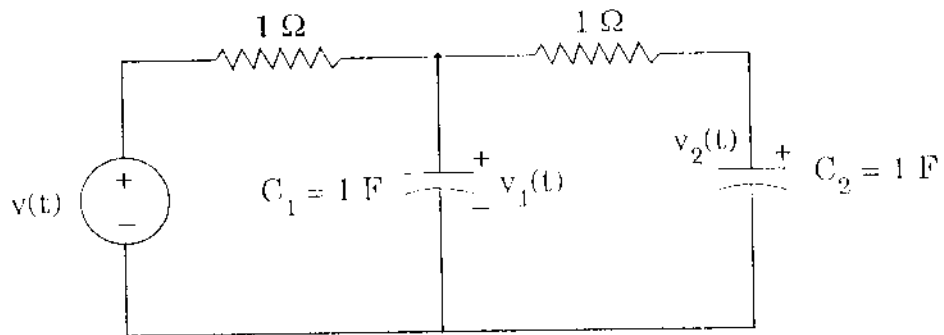 1 Ω
1 Ω
v₂(t)
+
+
+
v(t)
C₁ = 1 F
v₁(t)
C₂ = 1 F
−
−